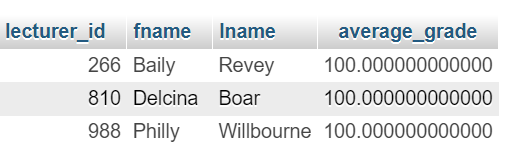 lecturer_id fname lname average_grade
266 Baily Revey 100.000000000000
810 Delcina Boar 100.000000000000
988 Philly Willbourne 100.000000000000